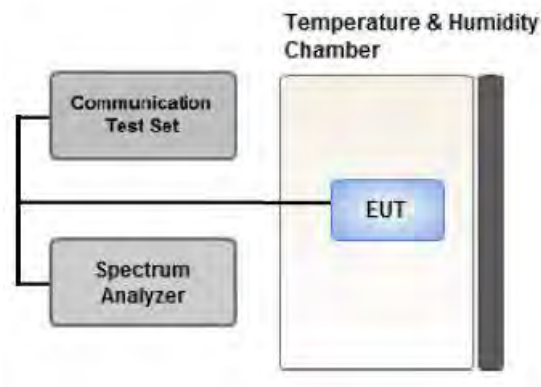 Temperature & Humidity
Chamber
Communication
Test Set
EUT
Spectrum
Analyzer